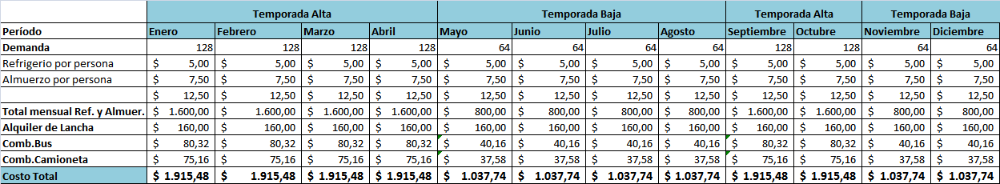 Temporada Alta Temporada Baja Temporada Alta Temporada Baja
Período Enero Febrero Marzo Abril Mayo Junio Julio Agosto Septiembre Octubre Noviembre Diciembre
Demanda 128 128 128 128 64 64 64 64 128 128 64 64
Refrigerio por persona $ 5,00 $ 5,00 $ 5,00 $ 5,00 $ 5,00 $ 5,00 $ 5,00 $ 5,00 $ 5,00 $ 5,00 $ 5,00 $ 5,00
Almuerzo por persona $ 7,50 $ 7,50 $ 7,50 $ 7,50 $ 7,50 $ 7,50 $ 7,50 $ 7,50 $ 7,50 $ 7,50 $ 7,50 $ 7,50
$ 12,50 $ 12,50 $ 12,50 $ 12,50 $ 12,50 $ 12,50 $ 12,50 $ 12,50 $ 12,50 $ 12,50 $ 12,50 $ 12,50
Total mensual Ref. y Almuer. $ 1.600,00 $ 1.600,00 $ 1.600,00 $ 1.600,00 $ 800,00 $ 800,00 $ 800,00 $ 800,00 $ 1.600,00 $ 1.600,00 $ 800,00 $ 800,00
Alquiler de Lancha $ 160,00 $ 160,00 $ 160,00 $ 160,00 $ 160,00 $ 160,00 $ 160,00 $ 160,00 $ 160,00 $ 160,00 $ 160,00 $ 160,00
Comb.Bus $ 80,32 $ 80,32 $ 80,32 $ 80,32 $ 40,16 $ 40,16 $ 40,16 $ 40,16 $ 80,32 $ 80,32 $ 40,16 $ 40,16
Comb.Camioneta $ 75,16 $ 75,16 $ 75,16 $ 75,16 $ 37,58 $ 37,58 $ 37,58 $ 37,58 $ 75,16 $ 75,16 $ 37,58 $ 37,58
Costo Total $ 1.915,48 $ 1.915,48 $ 1.915,48 $ 1.915,48 $ 1.037,74 $ 1.037,74 $ 1.037,74 $ 1.037,74 $ 1.915,48 $ 1.915,48 $ 1.037,74 $ 1.037,74